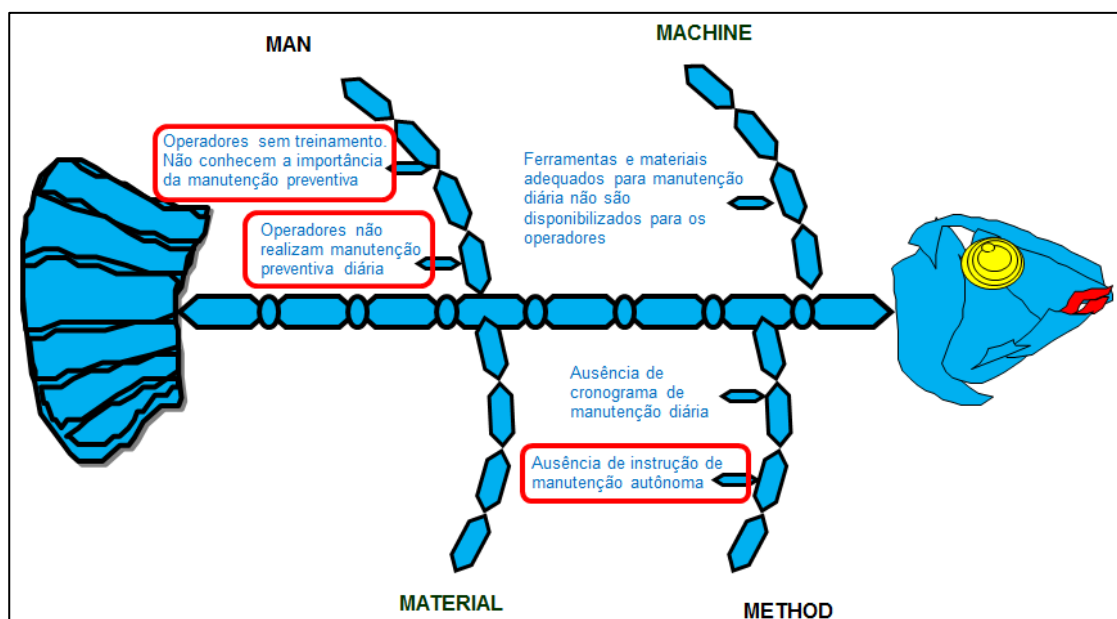 MAN
MACHINE
Operadores sem treinamento.
Não conhecem a importância
da manutenção preventiva
Operadores não
realizam manutenção
preventiva diária
Ferramentas e materiais
adequados para manutenção
diária não são
disponibilizados para os
operadores
Ausência de
cronograma de
manutenção diária
Ausência de instrução de
manutenção autônoma
MATERIAL
METHOD